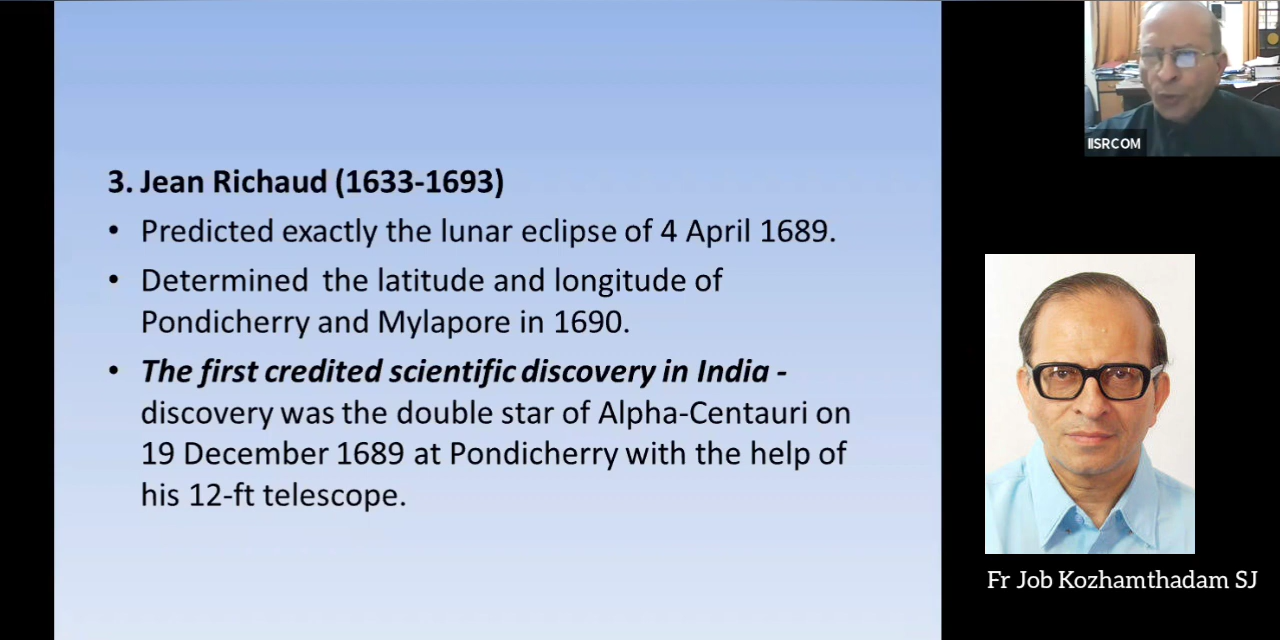 3. Jean Richaud (1633-1693)
• Predicted exactly the lunar eclipse of 4 April 1689.
• Determined the latitude and longitude of
Pondicherry and Mylapore in 1690.
• The first credited scientific discovery in India -
discovery was the double star of Alpha-Centauri on
19 December 1689 at Pondicherry with the help of
his 12-ft telescope.
IISRCOM
Fr Job Kozhamthadam SJ